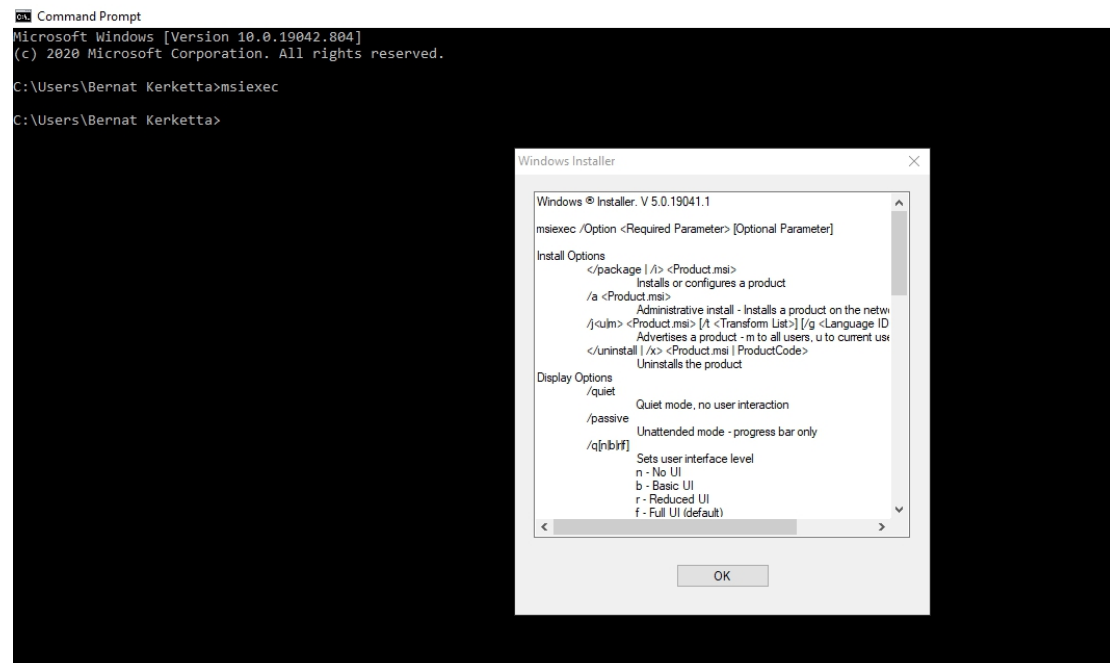 Command Prompt
Microsoft Windows [Version 10.0.19042.804]
(c) 2020 Microsoft Corporation. All rights reserved.
C:\Users\Bernat Kerketta>msiexec
C:\Users\Bernat Kerketta>
Windows Installer
Windows ® Installer. V 5.0.19041.1
msiexec /Option <Required Parameter> [Optional Parameter]
Install Options
</package | /i> <Product.msi>
Installs or configures a product
/a <Product.msi>
Administrative install - Installs a product on the
/j<u|m> <Product.msi> [/t <Transform List>] [/g <Language ID
Advertises a product - m to all users, u to current
</uninstall | /x> <Product.msi | ProductCode>
Uninstalls the product
Display Options
/quiet
Quiet mode, no user interaction
/passive
Unattended mode - progress bar only
/q[n|b|r|f]
Sets user interface level
n - No UI
b - Basic UI
r - Reduced UI
f - Full UI (default)
OK